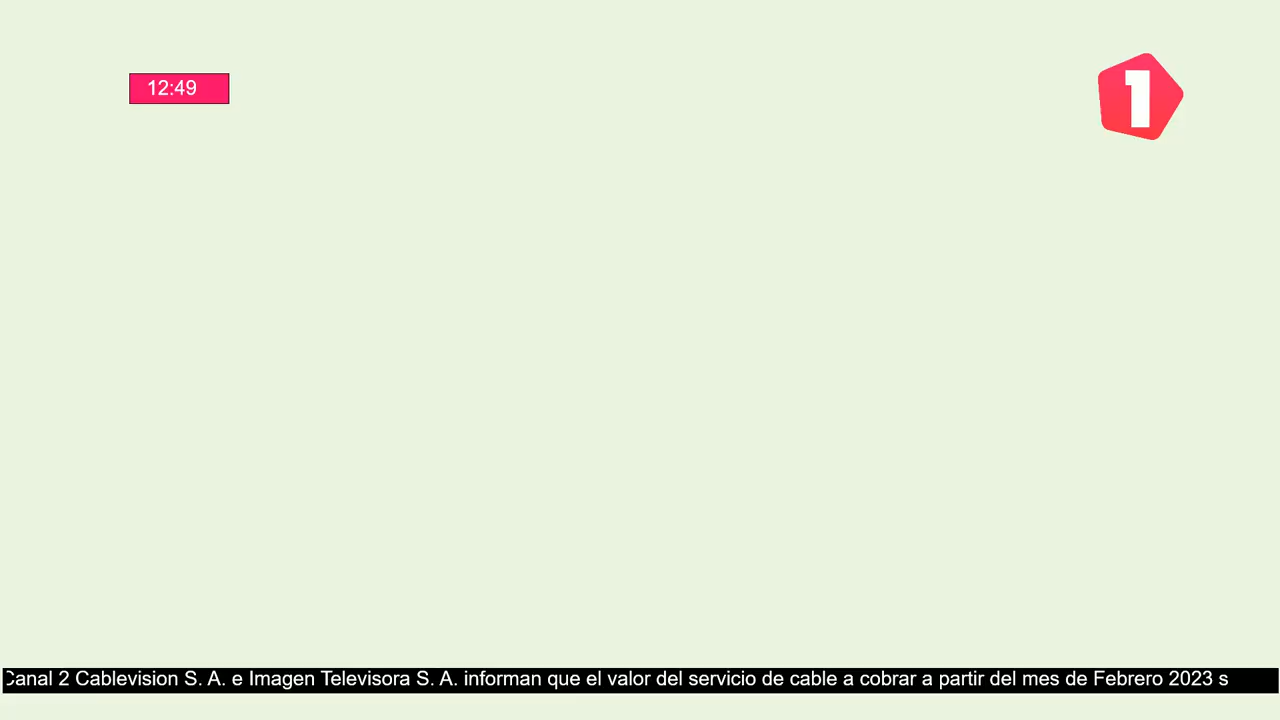 12:49
1
Canal 2 Cablevision S. A. e Imagen Televisora S. A. informan que el valor del servicio de cable a cobrar a partir del mes de Febrero 2023 s